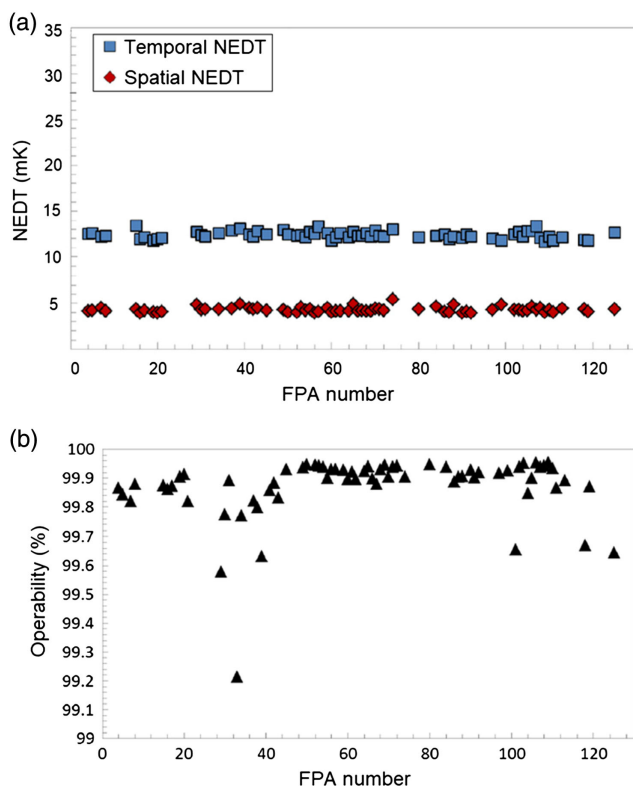 (a)
35
30
25
20
15
10
5
NEDT (mK)
Temporal NEDT
Spatial NEDT
0 20 40 60 80 100 120
FPA number
(b)
100
99.9
99.8
99.7
99.6
99.5
99.4
99.3
99.2
99.1
99
Operability (%)
0 20 40 60 80 100 120
FPA number